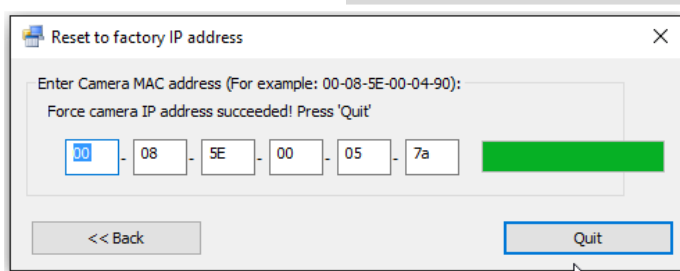 Reset to factory IP address
Enter Camera MAC address (For example: 00-08-5E-00-04-90):
Force camera IP address succeeded! Press 'Quit'
00 - 08 - 5E - 00 - 05 - 7a
<< Back Quit